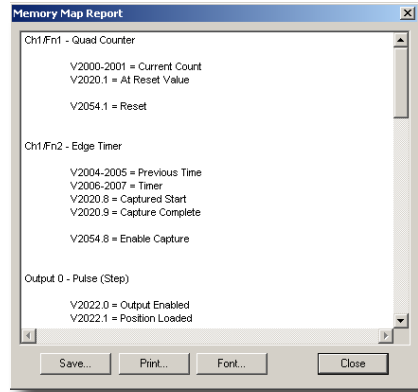 Memory Map Report
Ch1/Fn1 - Quad Counter
V2000-2001 = Current Count
V2020.1 = At Reset Value
V2054.1 = Reset
Ch1/Fn2 - Edge Timer
V2004-2005 = Previous Time
V2006-2007 = Timer
V2020.8 = Captured Start
V2020.9 = Capture Complete
V2054.8 = Enable Capture
Output 0 - Pulse (Step)
V2022.0 = Output Enabled
V2022.1 = Position Loaded
Save... Print... Font... Close